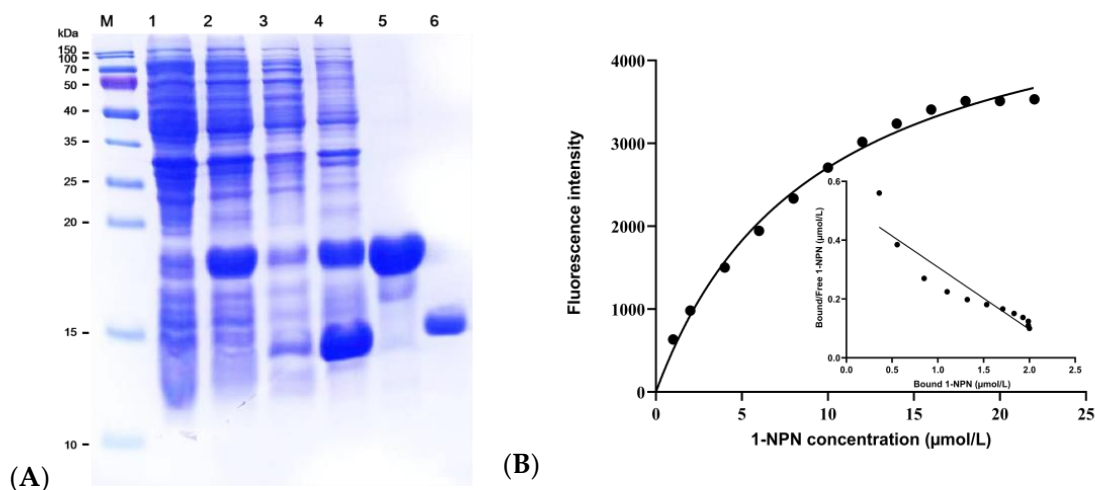 M 1 2 3 4 5 6
kDa
150
100
70
50
40
35
25
20
15
10
(A)
4000
3000
2000
1000
0
Fluorescence intensity
0 5 10 15 20 25
1-NPN concentration (μmol/L)
0.6
0.4
0.2
0.0
Bound/Free 1-NPN (μmol/L)
0.0 0.5 1.0 1.5 2.0 2.5
Bound 1-NPN (μmol/L)
(B)